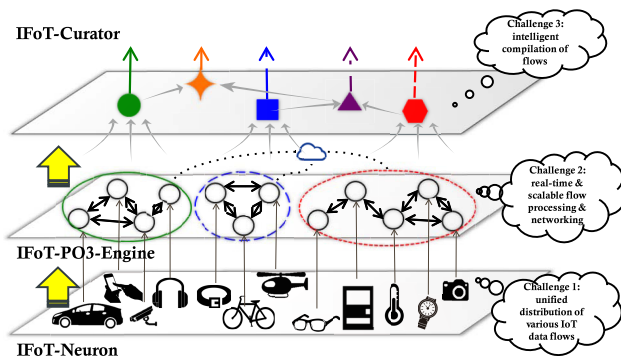 IFoT-Curator
Challenge 3:
intelligent
compilation of
flows
Challenge 2:
real-time &
scalable flow
processing &
networking
IFoT-PO3-Engine
Challenge 1:
unified
distribution of
various IoT
data flows
IFoT-Neuron